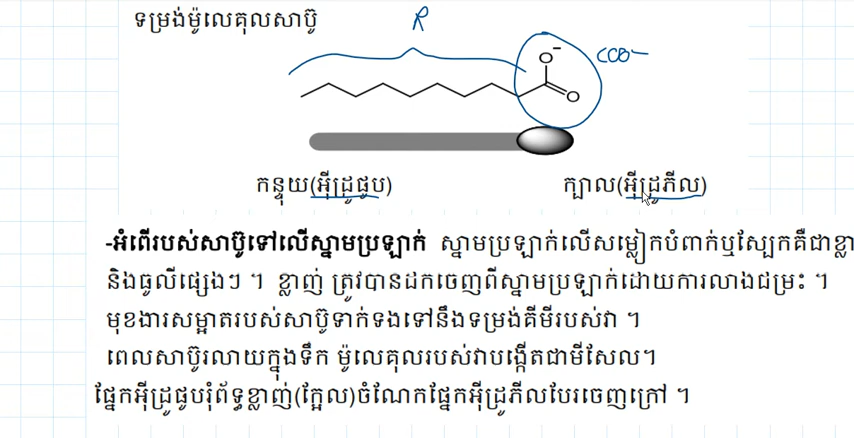 ទម្រង់ម៉ូលេគុលសាប៊ូ
R
O⁻
COO⁻
O
កន្ទុយ(អ៊ីដ្រូផូប)
ក្បាល(អ៊ីដ្រូភីល)
-អំពើរបស់សាប៊ូទៅលើស្នាមប្រឡាក់ ស្នាមប្រឡាក់លើសម្លៀកបំពាក់ឬស្បែកគឺជាខ្លា
និងធូលីផ្សេងៗ ។ ខ្លាញ់ ត្រូវបានដកចេញពីស្នាមប្រឡាក់ដោយការលាងជម្រះ ។
មុខងារសម្អាតរបស់សាប៊ូទាក់ទងទៅនឹងទម្រង់គីមីរបស់វា ។
ពេលសាប៊ូរលាយក្នុងទឹក ម៉ូលេគុលរបស់វាបង្កើតជាមីសែល។
ផ្នែកអ៊ីដ្រូផូបរុំព័ទ្ធខ្លាញ់(ក្អែល)ចំណែកផ្នែកអ៊ីដ្រូភីលបែរចេញក្រៅ ។